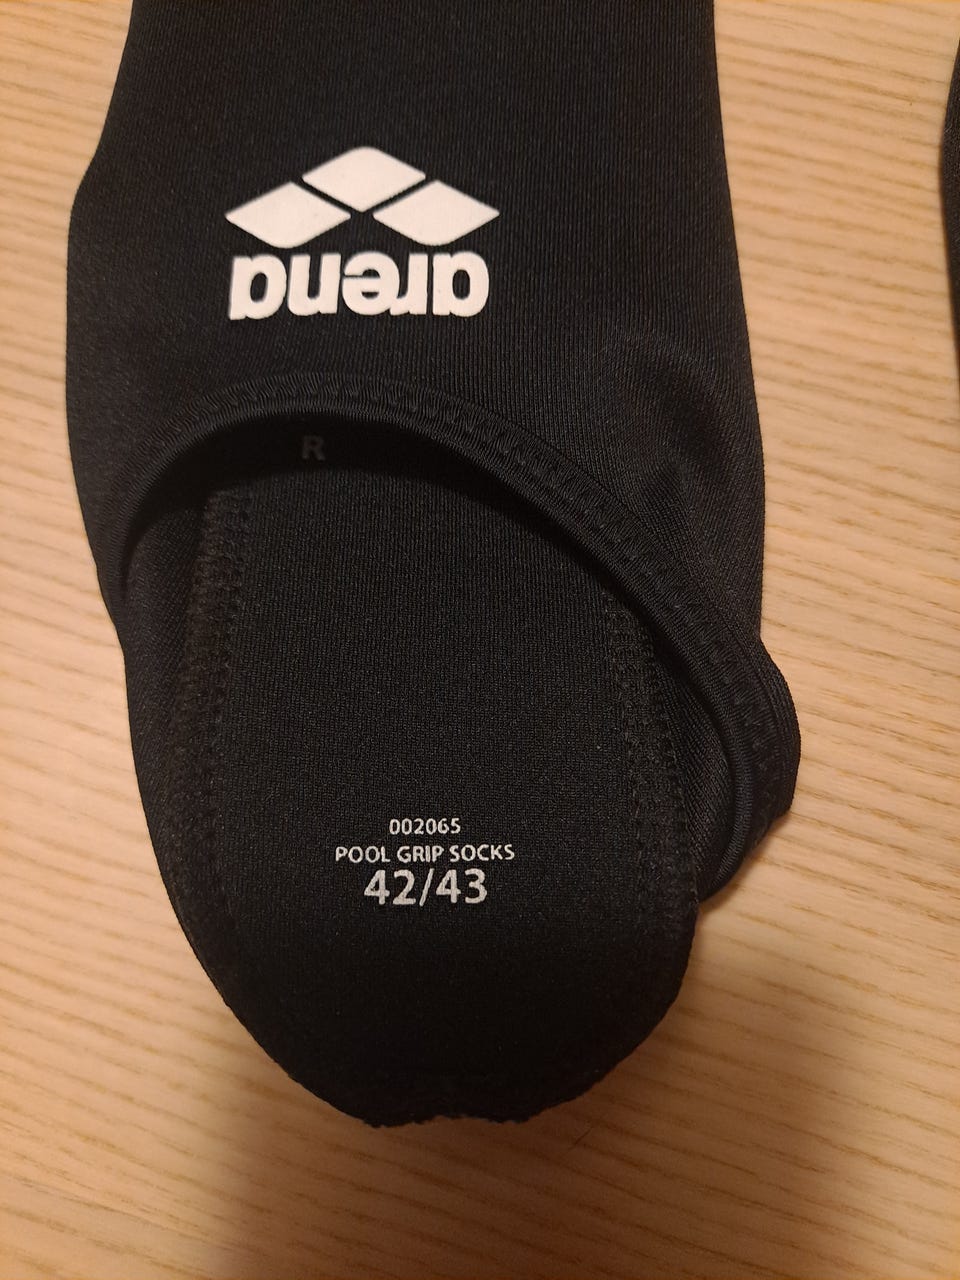 arena
R
002065
POOL GRIP SOCKS
42/43